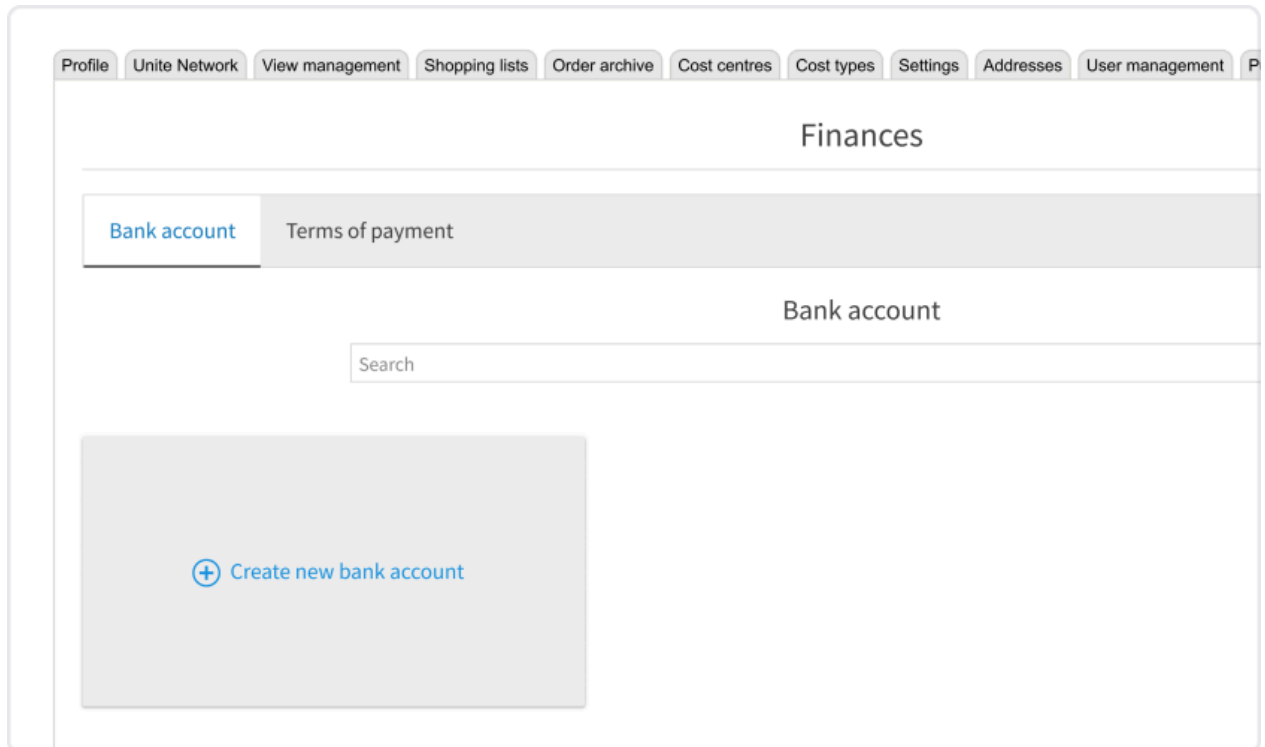 Profile Unite Network View management Shopping lists Order archive Cost centres Cost types Settings Addresses User management
Finances
Bank account Terms of payment
Bank account
Search
Create new bank account